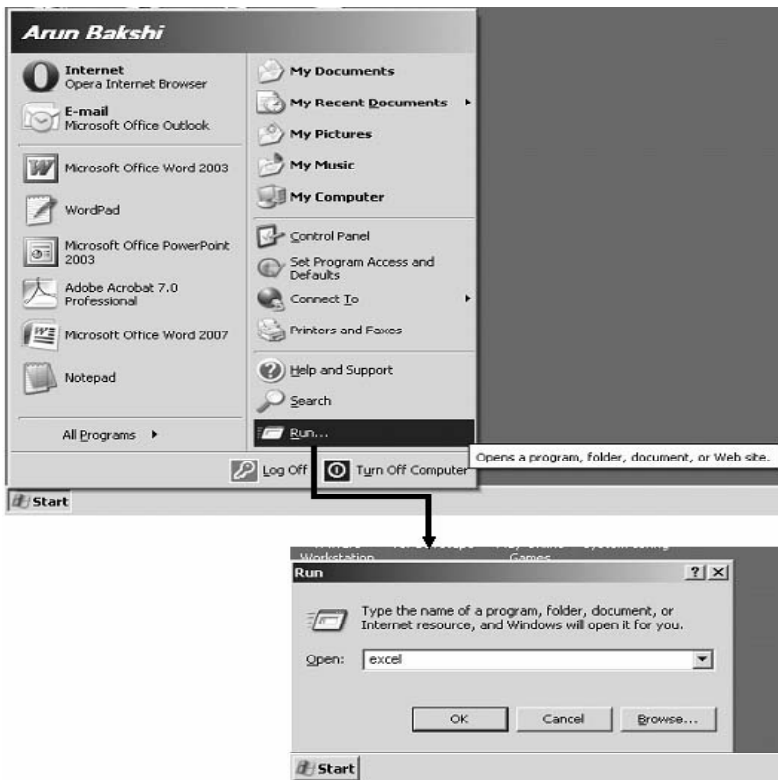 Arun Bakshi
Internet
Opera Internet Browser
E-mail
Microsoft Office Outlook
Microsoft Office Word 2003
WordPad
Microsoft Office PowerPoint
2003
Adobe Acrobat 7.0
Professional
Microsoft Office Word 2007
Notepad
All Programs
My Documents
My Recent Documents
My Pictures
My Music
My Computer
Control Panel
Set Program Access and
Defaults
Connect To
Printers and Faxes
Help and Support
Search
Run...
Opens a program, folder, document, or Web site.
Log Off
Turn Off Computer
Start
Workstation
Games
Run
Type the name of a program, folder, document, or
Internet resource, and Windows will open it for you.
Open: excel
OK Cancel Browse...
Start